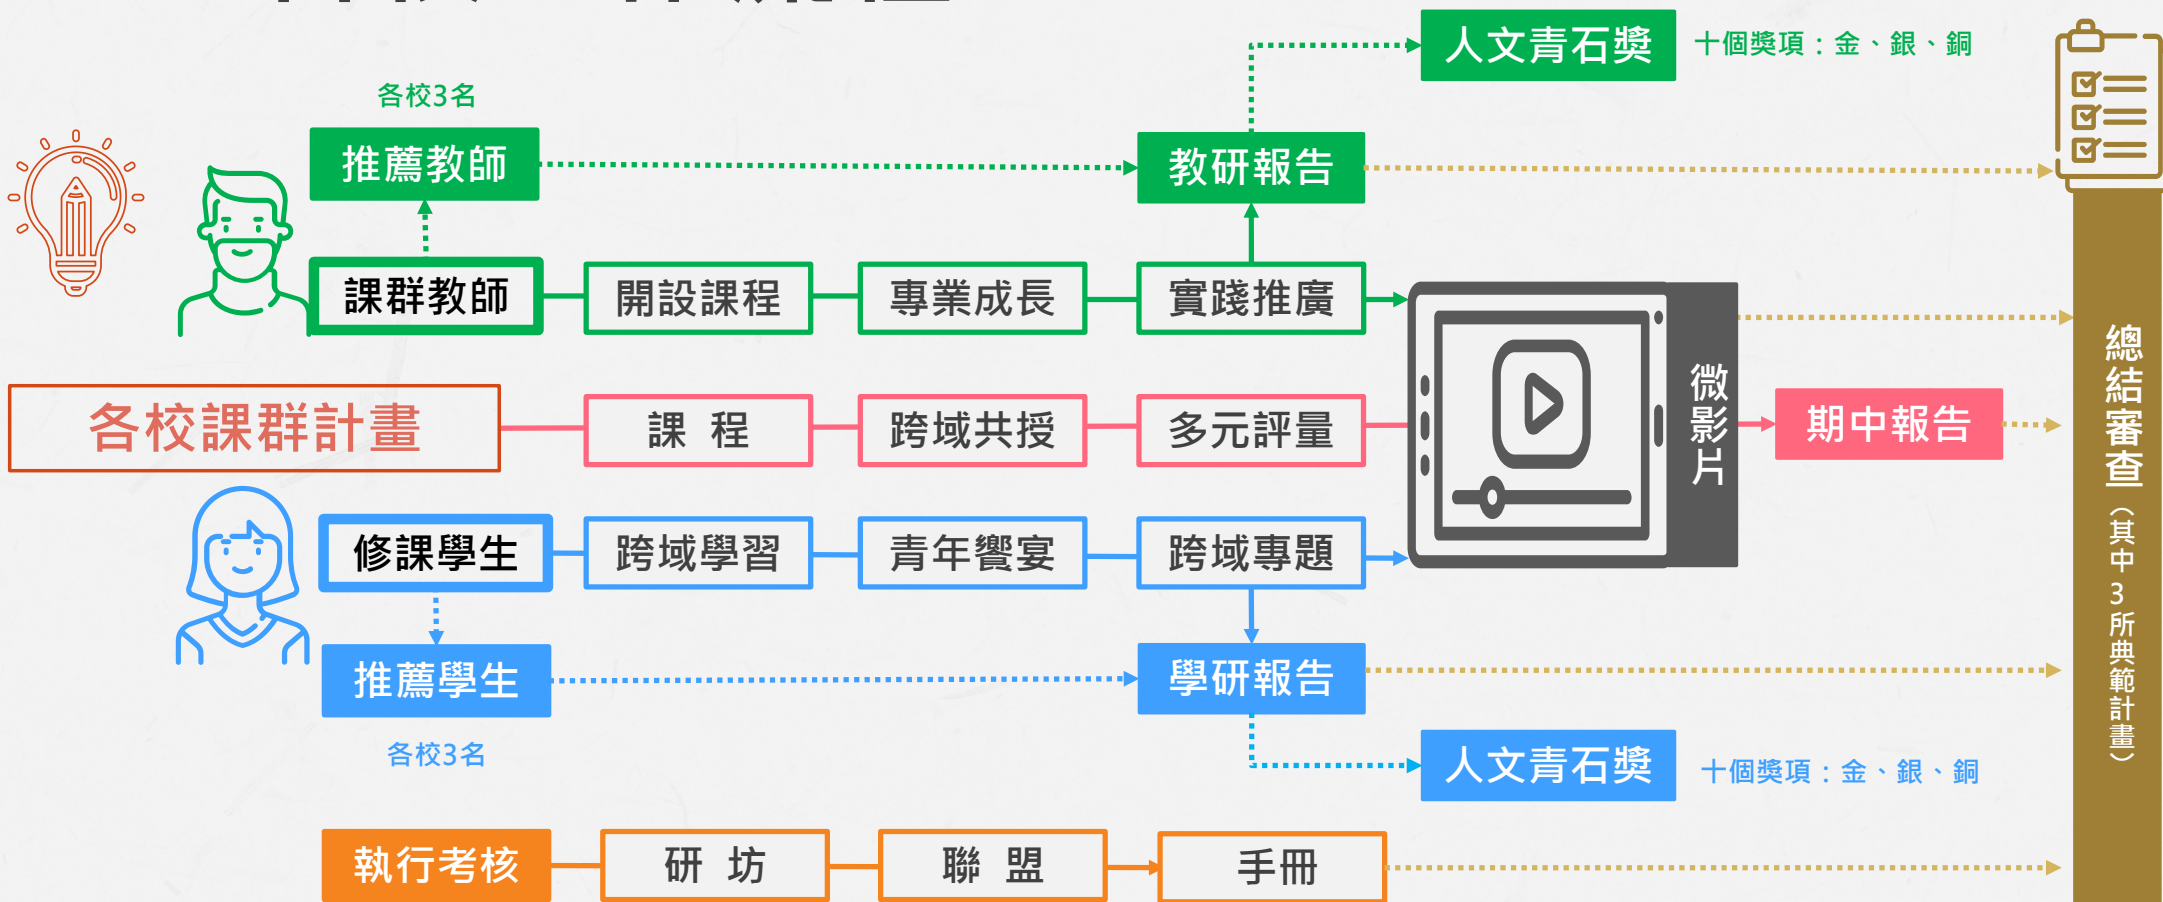 人文青石獎
十個獎項：金、銀、銅
各校3名
推薦教師
教研報告
課群教師
開設課程
專業成長
實踐推廣
微影片
各校課群計畫
課 程
跨域共授
多元評量
期中報告
總結審查（其中3所典範計畫）
修課學生
跨域學習
青年饗宴
跨域專題
推薦學生
學研報告
各校3名
人文青石獎
十個獎項：金、銀、銅
執行考核
研 坊
聯 盟
手冊